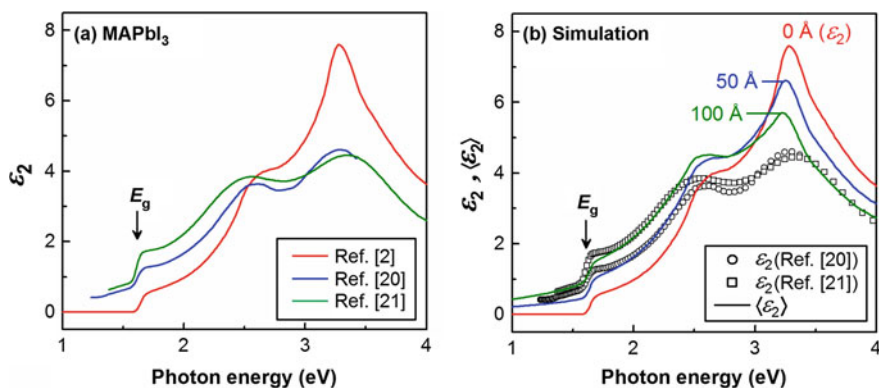 (a) MAPbI₃
ε₂
8
6
4
2
0
E_g
Ref. [2]
Ref. [20]
Ref. [21]
1
2
3
4
Photon energy (eV)
(b) Simulation
ε₂ , ⟨ε₂⟩
8
6
4
2
0
0 Å (ε₂)
50 Å
100 Å
E_g
ε₂(Ref. [20])
ε₂(Ref. [21])
⟨ε₂⟩
1
2
3
4
Photon energy (eV)